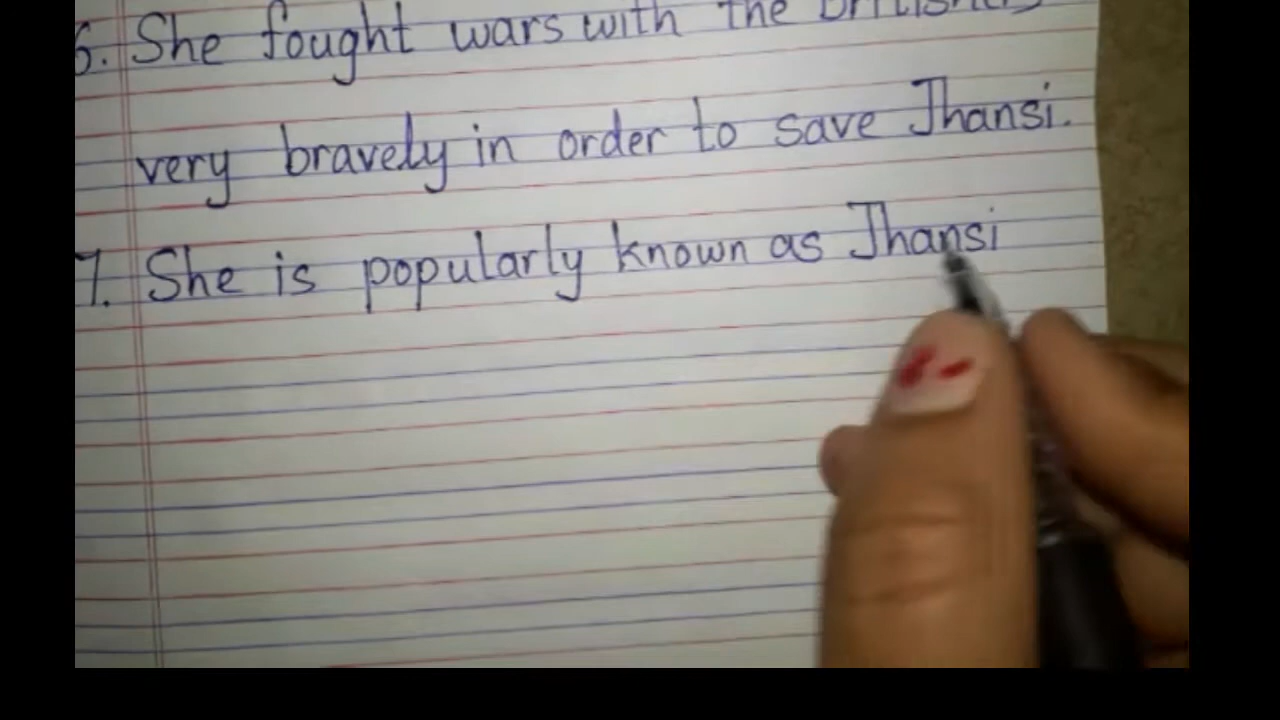 6. She fought wars with the Britishers
very bravely in order to save Jhansi.
7. She is popularly known as Jhansi